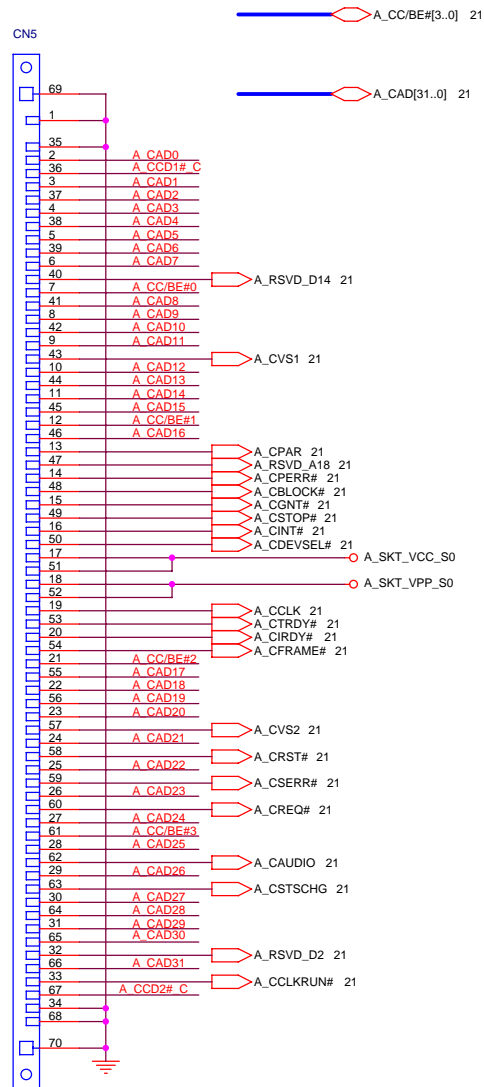 A_CC/BE#[3..0] 21
CN5
A_CAD[31..0] 21
69
1
35
2 A_CAD0
36 A_CCD1#_C
3 A_CAD1
37 A_CAD2
4 A_CAD3
38 A_CAD4
5 A_CAD5
39 A_CAD6
6 A_CAD7
40 A_RSVD_D14 21
7 A_CC/BE#0
41 A_CAD8
8 A_CAD9
42 A_CAD10
9 A_CAD11
43 A_CVS1 21
10 A_CAD12
44 A_CAD13
11 A_CAD14
45 A_CAD15
12 A_CC/BE#1
46 A_CAD16
13 A_CPAR 21
47 A_RSVD_A18 21
14 A_CPERR# 21
48 A_CBLOCK# 21
15 A_CGNT# 21
49 A_CSTOP# 21
16 A_CINT# 21
50 A_CDEVSEL# 21
17 A_SKT_VCC_S0
51
18 A_SKT_VPP_S0
52
19 A_CCLK 21
53 A_CTRDY# 21
20 A_CIRDY# 21
54 A_CFRAME# 21
21 A_CC/BE#2
55 A_CAD17
22 A_CAD18
56 A_CAD19
23 A_CAD20
57 A_CVS2 21
24 A_CAD21
58 A_CRST# 21
25 A_CAD22
59 A_CSERR# 21
26 A_CAD23
60 A_CREQ# 21
27 A_CAD24
61 A_CC/BE#3
28 A_CAD25
62 A_CAUDIO 21
29 A_CAD26
63 A_CSTSCHG 21
30 A_CAD27
64 A_CAD28
31 A_CAD29
65 A_CAD30
32 A_RSVD_D2 21
66 A_CAD31
33 A_CCLKRUN# 21
67 A_CCD2#_C
34
68
70